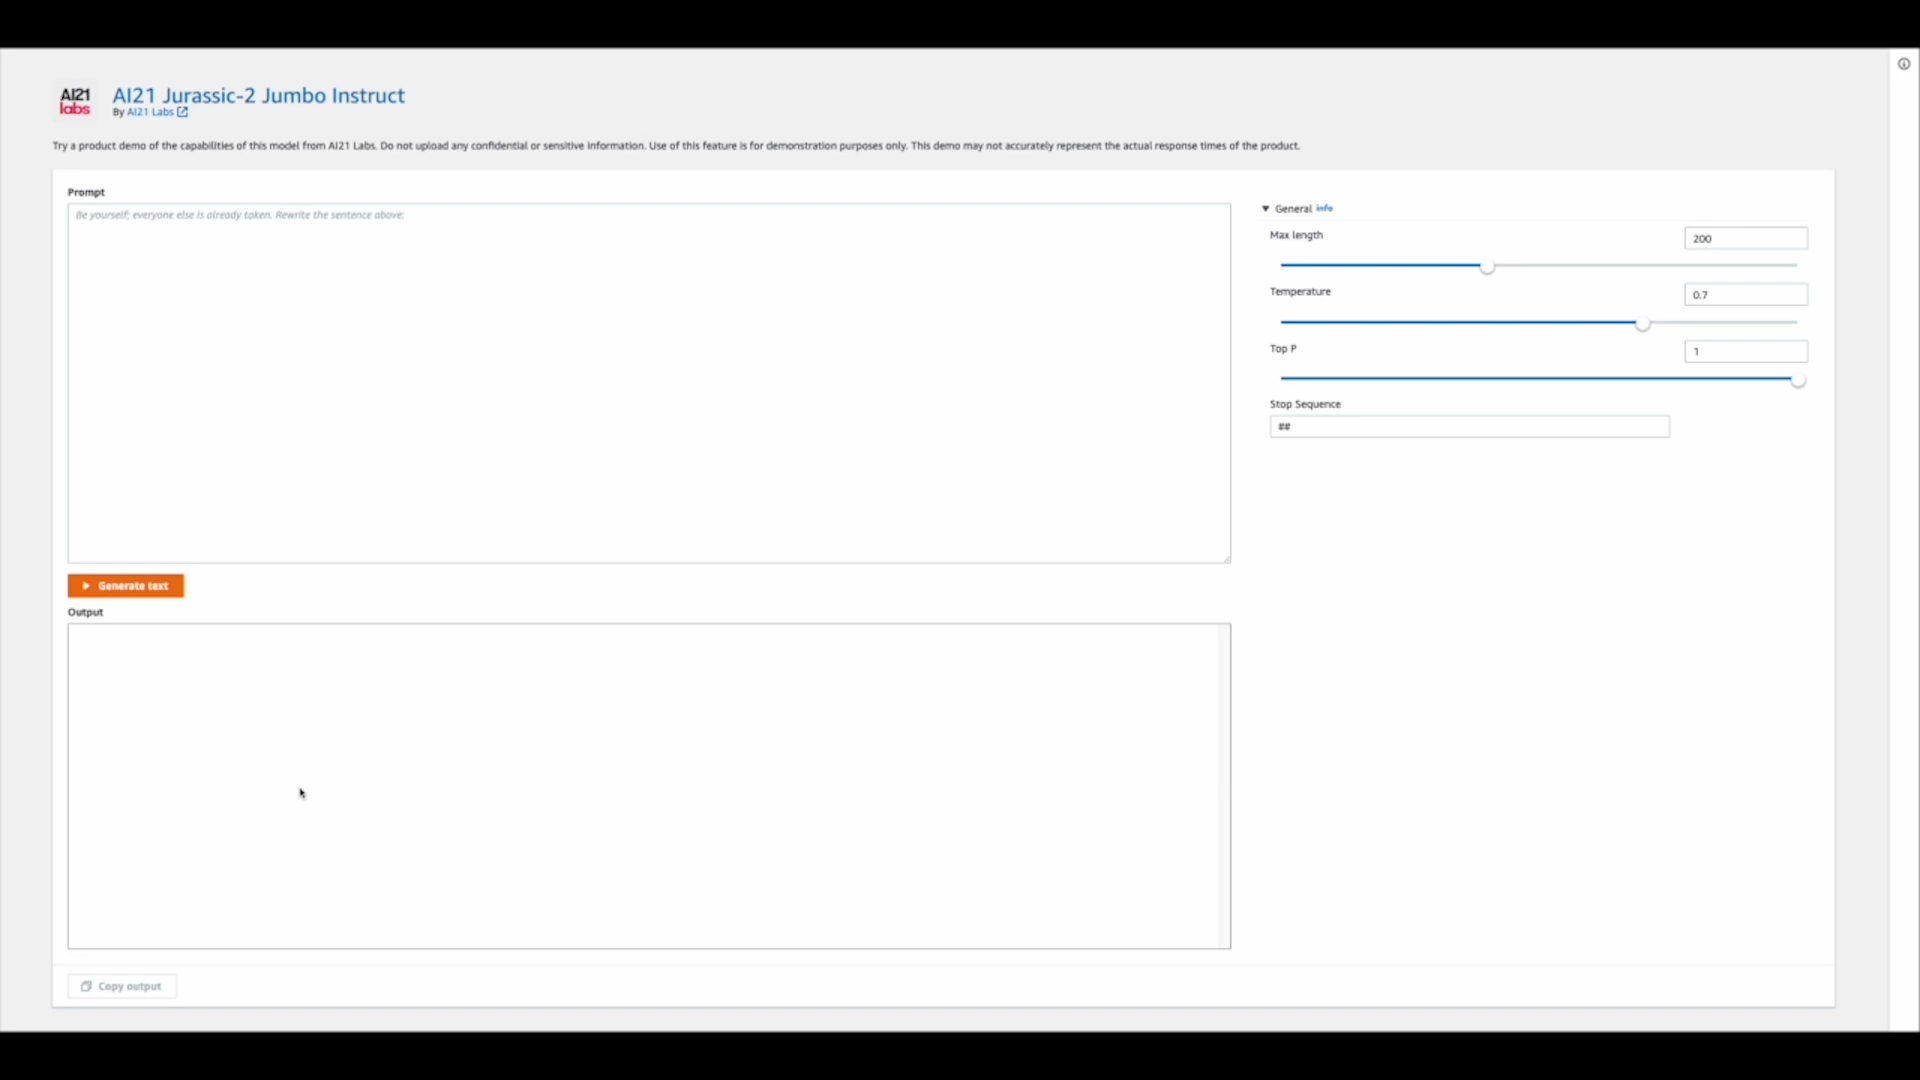 AI21
labs
AI21 Jurassic-2 Jumbo Instruct
By AI21 Labs
Try a product demo of the capabilities of this model from AI21 Labs. Do not upload any confidential or sensitive information. Use of this feature is for demonstration purposes only. This demo may not accurately represent the actual response times of the product.
Prompt
Be yourself; everyone else is already taken. Rewrite the sentence above:
General info
Max length
200
Temperature
0.7
Top P
1
Stop Sequence
##
Generate text
Output
Copy output